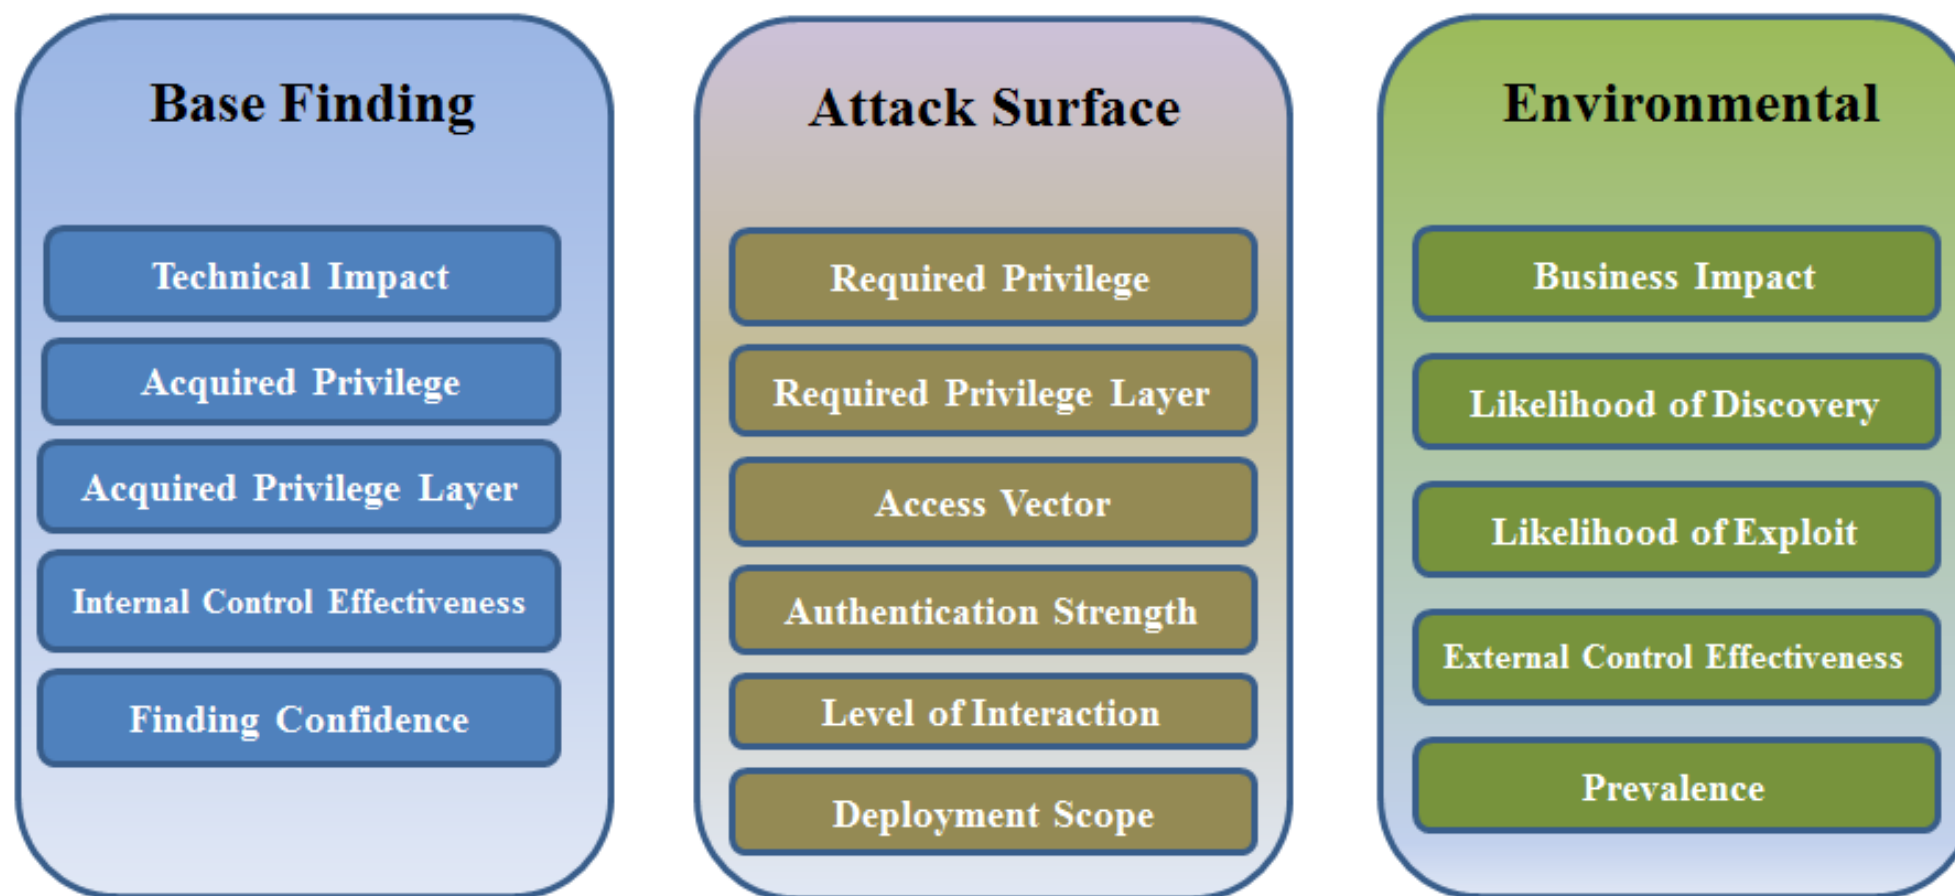 Base Finding
Technical Impact
Acquired Privilege
Acquired Privilege Layer
Internal Control Effectiveness
Finding Confidence
Attack Surface
Required Privilege
Required Privilege Layer
Access Vector
Authentication Strength
Level of Interaction
Deployment Scope
Environmental
Business Impact
Likelihood of Discovery
Likelihood of Exploit
External Control Effectiveness
Prevalence